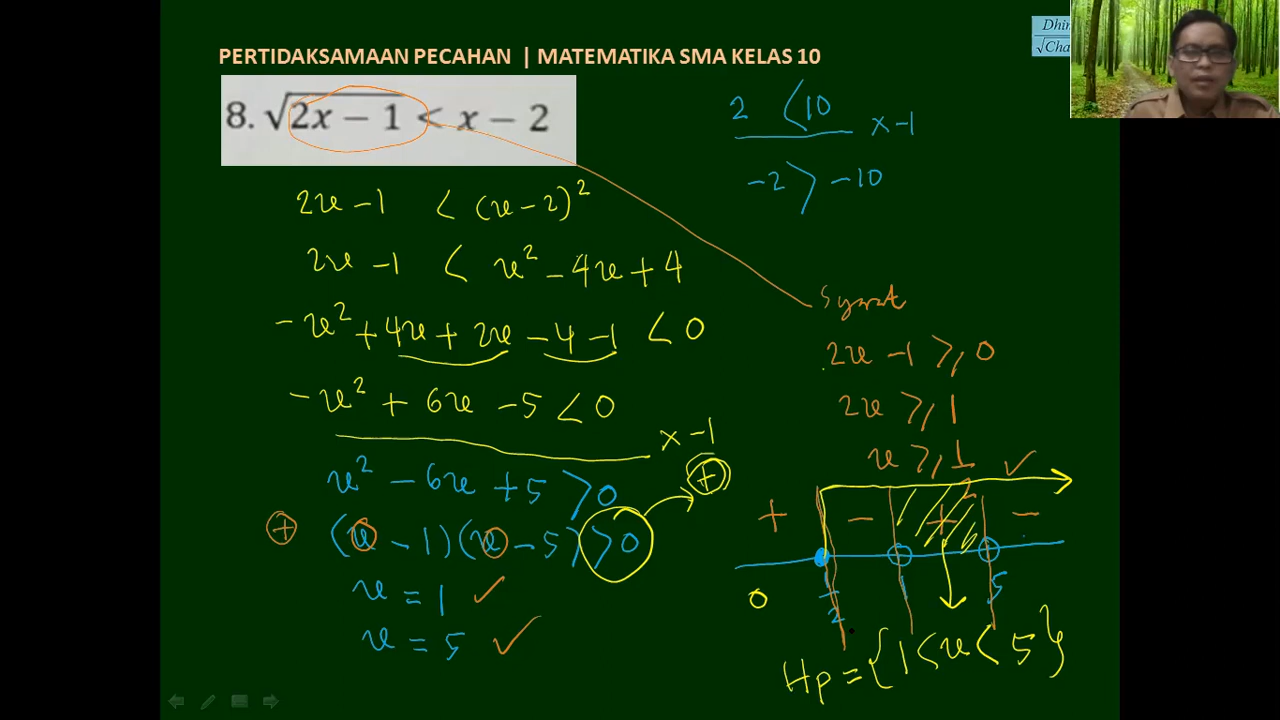 Dhin
√Cha
PERTIDAKSAMAAN PECAHAN | MATEMATIKA SMA KELAS 10
8. √2x − 1 < x − 2
2x − 1 < (x − 2)²
2x − 1 < x² − 4x + 4
−x² + 4x + 2x − 4 − 1 < 0
−x² + 6x − 5 < 0
x −1
x² − 6x + 5 > 0
+
+ (x − 1)(x − 5) > 0
x = 1 ✓
x = 5 ✓
2 < 10
x −1
−2 > −10
Syarat
2x − 1 ≥ 0
2x ≥ 1
x ≥ 1/2 ✓
+ − + −
0 1/2 1 5
Hp = {1 < x < 5}